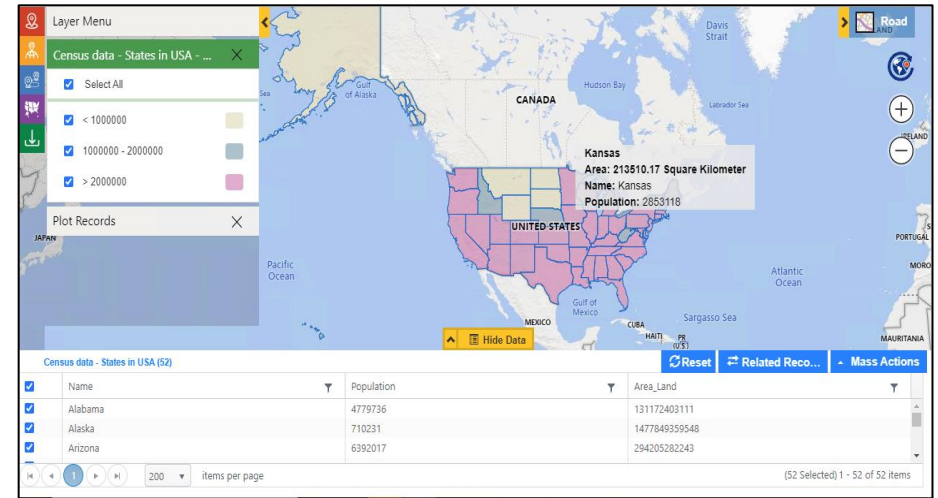 Layer Menu
Census data - States in USA - ...
Select All
< 1000000
1000000 - 2000000
> 2000000
Plot Records
JAPAN
Gulf
of Alaska
Sea
Pacific
Ocean
CANADA
Hudson Bay
Davis
Strait
Labrador Sea
Road
Kansas
Area: 213510.17 Square Kilometer
Name: Kansas
Population: 2853118
UNITED STATES
PORTUGAL
Atlantic
Ocean
Gulf of
Mexico
Sargasso Sea
MEXICO
CUBA
HAITI
PR
(U.S.)
MAURITANIA
Hide Data
Census data - States in USA (52)
Reset
Related Reco...
Mass Actions
Name Population Area_Land
Alabama 4779736 131172403111
Alaska 710231 1477849359548
Arizona 6392017 294205282243
1 200 items per page (52 Selected) 1 - 52 of 52 items